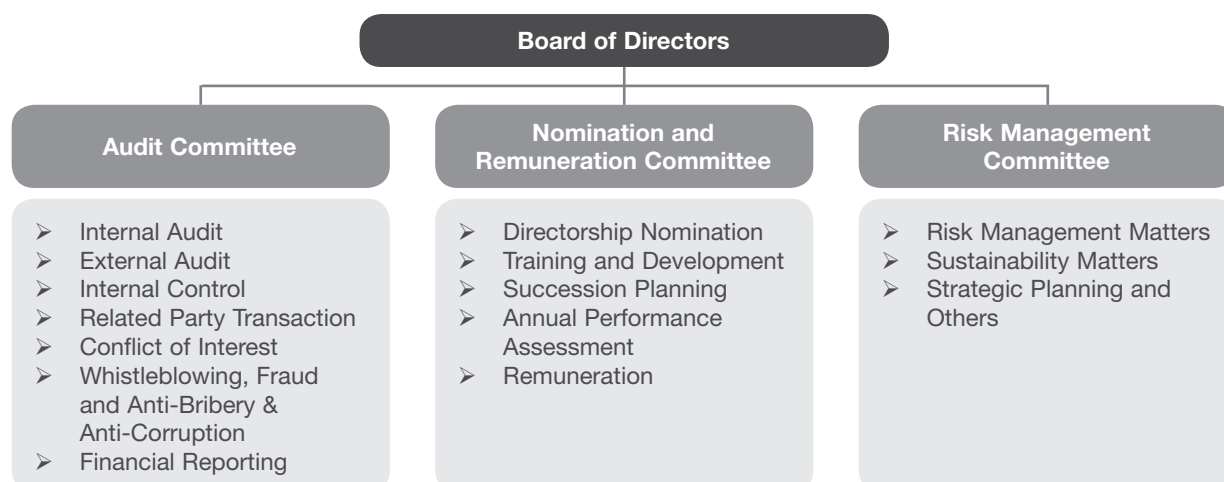 Board of Directors
Audit Committee
Nomination and
Remuneration Committee
Risk Management
Committee
➢ Internal Audit
➢ External Audit
➢ Internal Control
➢ Related Party Transaction
➢ Conflict of Interest
➢ Whistleblowing, Fraud
and Anti-Bribery &
Anti-Corruption
➢ Financial Reporting
➢ Directorship Nomination
➢ Training and Development
➢ Succession Planning
➢ Annual Performance
Assessment
➢ Remuneration
➢ Risk Management Matters
➢ Sustainability Matters
➢ Strategic Planning and
Others